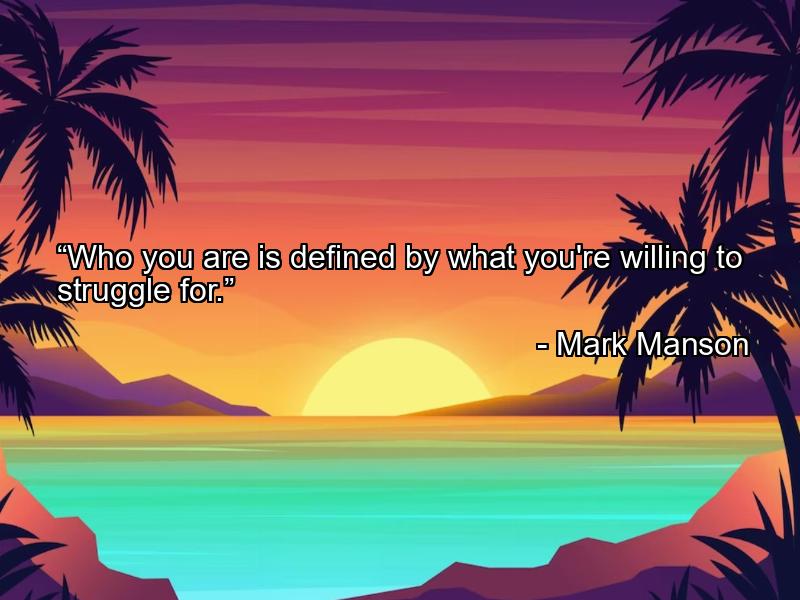 “Who you are is defined by what you're willing to
struggle for.”
- Mark Manson